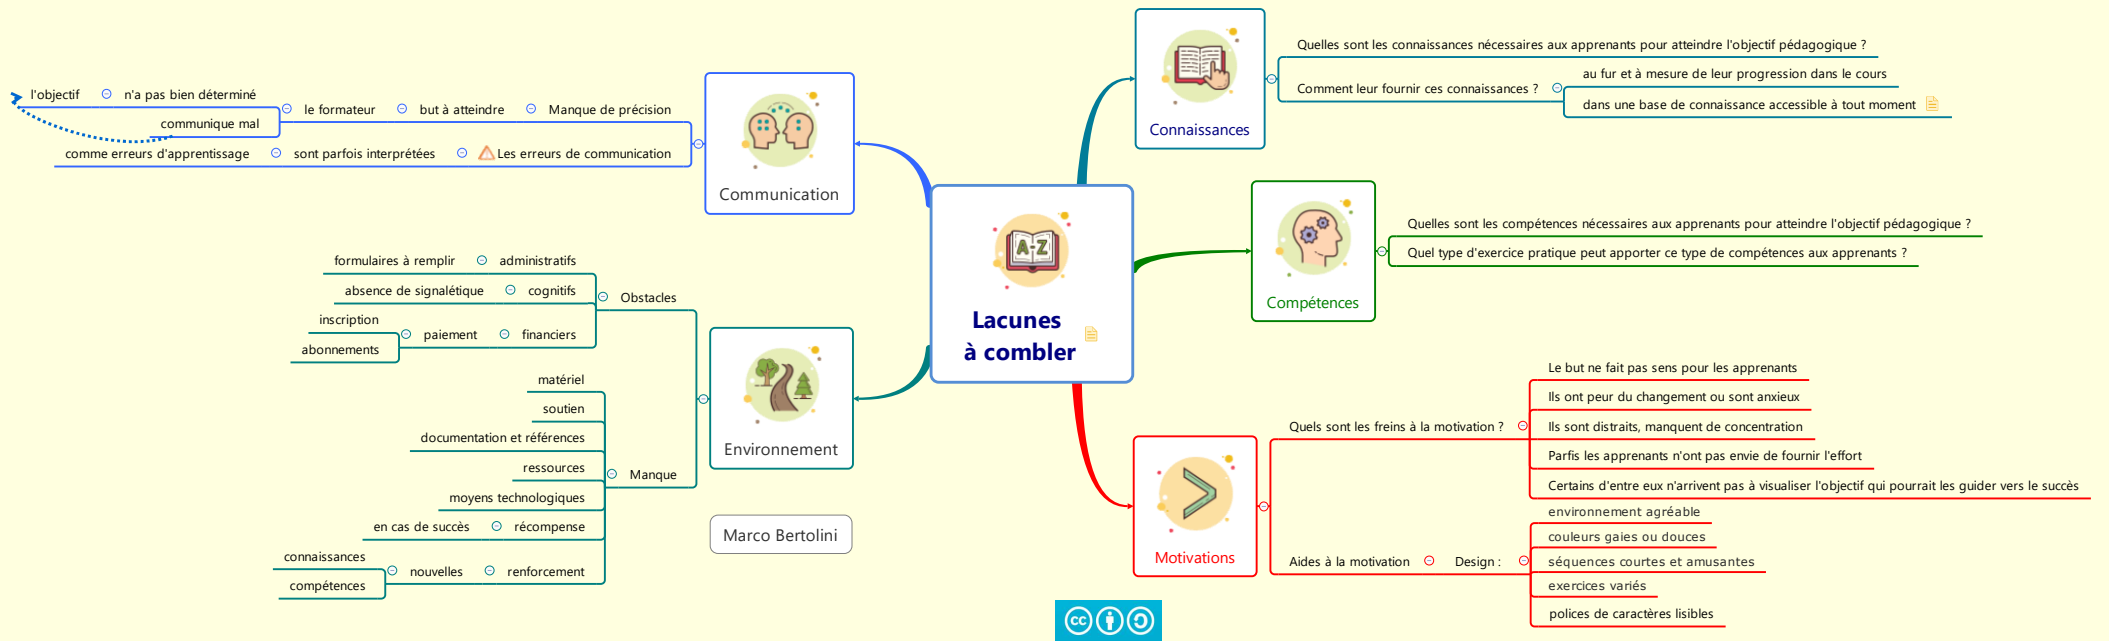 Lacunes
à combler
A-Z
Connaissances
Quelles sont les connaissances nécessaires aux apprenants pour atteindre l'objectif pédagogique ?
Comment leur fournir ces connaissances ?
au fur et à mesure de leur progression dans le cours
dans une base de connaissance accessible à tout moment
Compétences
Quelles sont les compétences nécessaires aux apprenants pour atteindre l'objectif pédagogique ?
Quel type d'exercice pratique peut apporter ce type de compétences aux apprenants ?
Motivations
Quels sont les freins à la motivation ?
Le but ne fait pas sens pour les apprenants
Ils ont peur du changement ou sont anxieux
Ils sont distraits, manquent de concentration
Parfis les apprenants n'ont pas envie de fournir l'effort
Certains d'entre eux n'arrivent pas à visualiser l'objectif qui pourrait les guider vers le succès
Aides à la motivation
Design :
environnement agréable
couleurs gaies ou douces
séquences courtes et amusantes
exercices variés
polices de caractères lisibles
Communication
Manque de précision
but à atteindre
le formateur
n'a pas bien déterminé
l'objectif
communique mal
Les erreurs de communication
sont parfois interprétées
comme erreurs d'apprentissage
Environnement
Obstacles
administratifs
formulaires à remplir
cognitifs
absence de signalétique
financiers
paiement
inscription
abonnements
Manque
matériel
soutien
documentation et références
ressources
moyens technologiques
récompense
en cas de succès
renforcement
nouvelles
connaissances
compétences
Marco Bertolini
cc